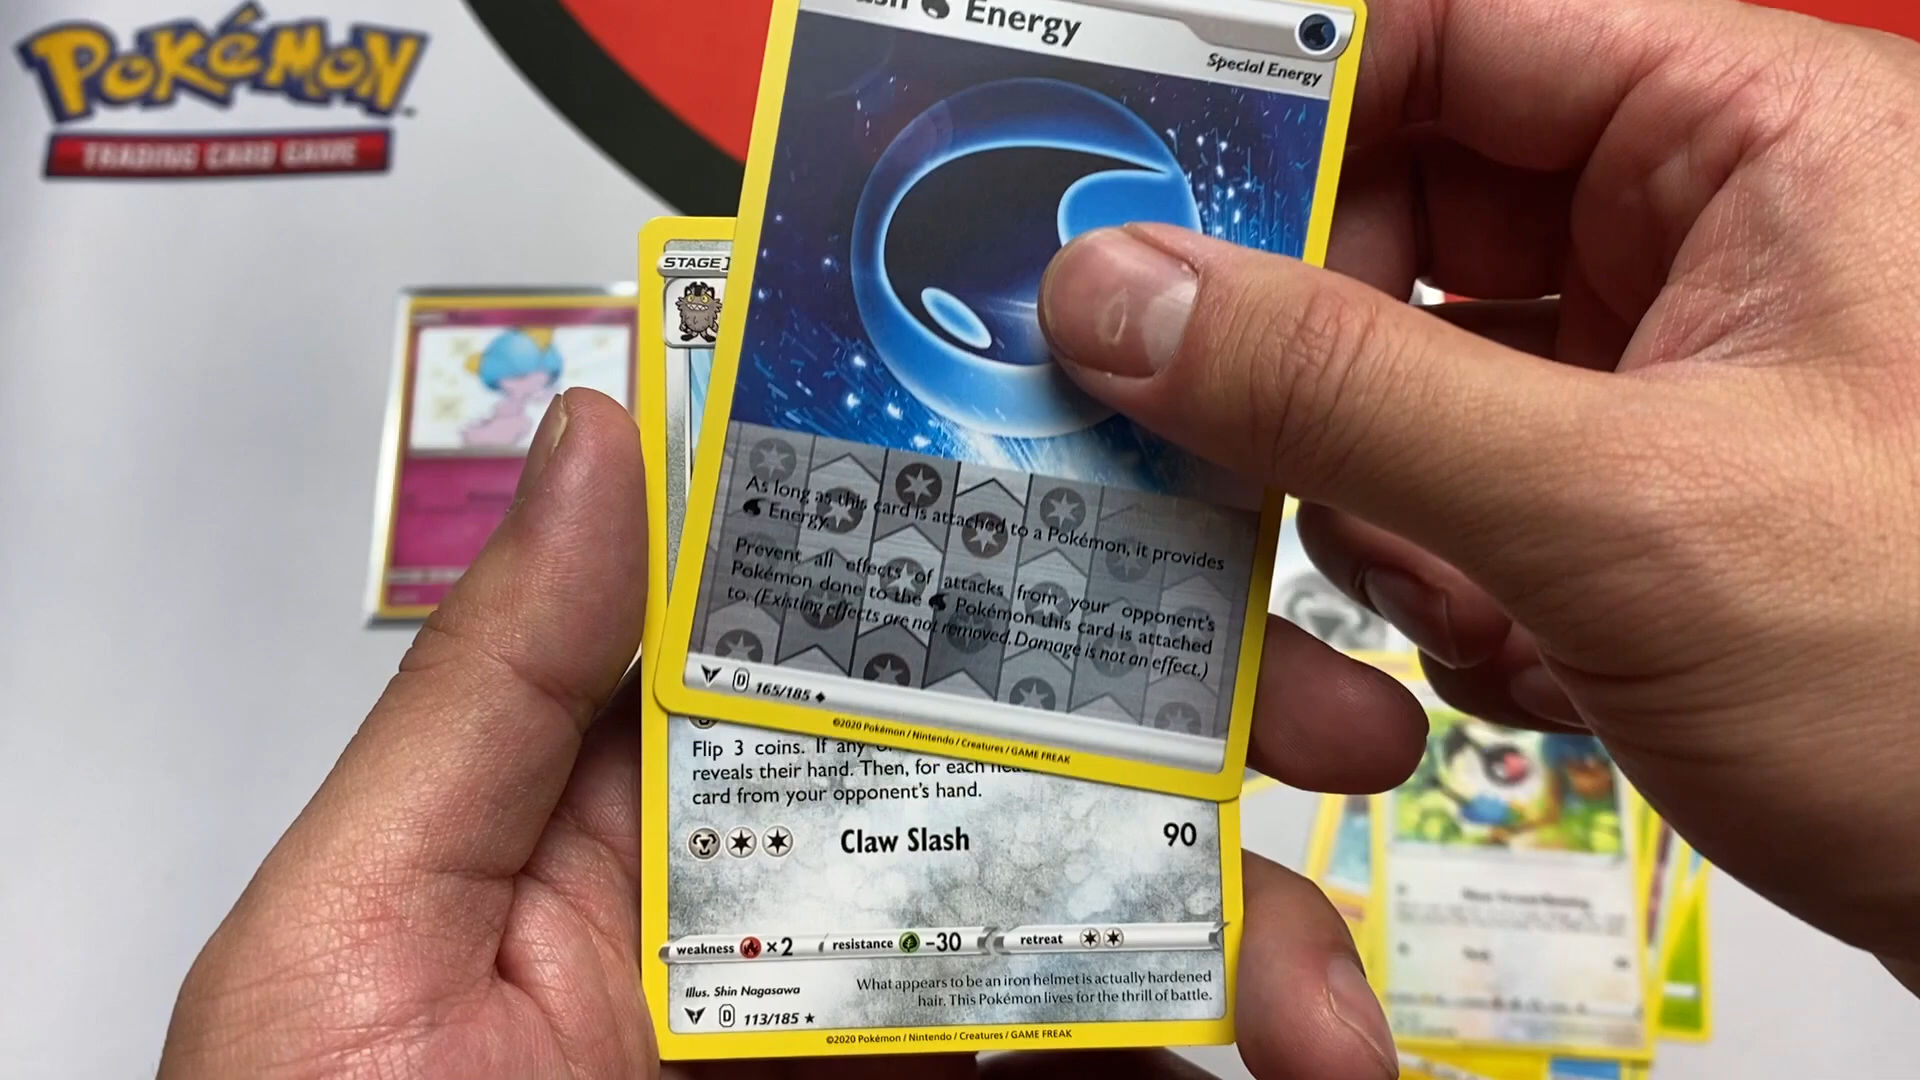 POKéMON
TRADING CARD GAME
Energy
Special Energy
STAGE 1
As long as this card is attached to a Pokémon, it provides
Energy.
Prevent all effects of attacks from your opponent's
Pokémon done to the Pokémon this card is attached
to. (Existing effects are not removed. Damage is not an effect.)
D 165/185
©2020 Pokémon / Nintendo / Creatures / GAME FREAK
Flip 3 coins. If any
reveals their hand. Then, for each
card from your opponent's hand.
Claw Slash 90
weakness ×2 resistance -30 retreat
What appears to be an iron helmet is actually hardened
hair. This Pokémon lives for the thrill of battle.
Illus. Shin Nagasawa
D 113/185 ★
©2020 Pokémon / Nintendo / Creatures / GAME FREAK